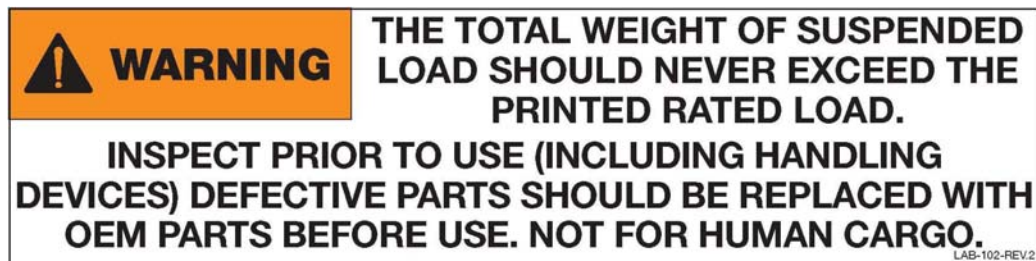 WARNING
THE TOTAL WEIGHT OF SUSPENDED
LOAD SHOULD NEVER EXCEED THE
PRINTED RATED LOAD.
INSPECT PRIOR TO USE (INCLUDING HANDLING
DEVICES) DEFECTIVE PARTS SHOULD BE REPLACED WITH
OEM PARTS BEFORE USE. NOT FOR HUMAN CARGO.
LAB-102-REV.2